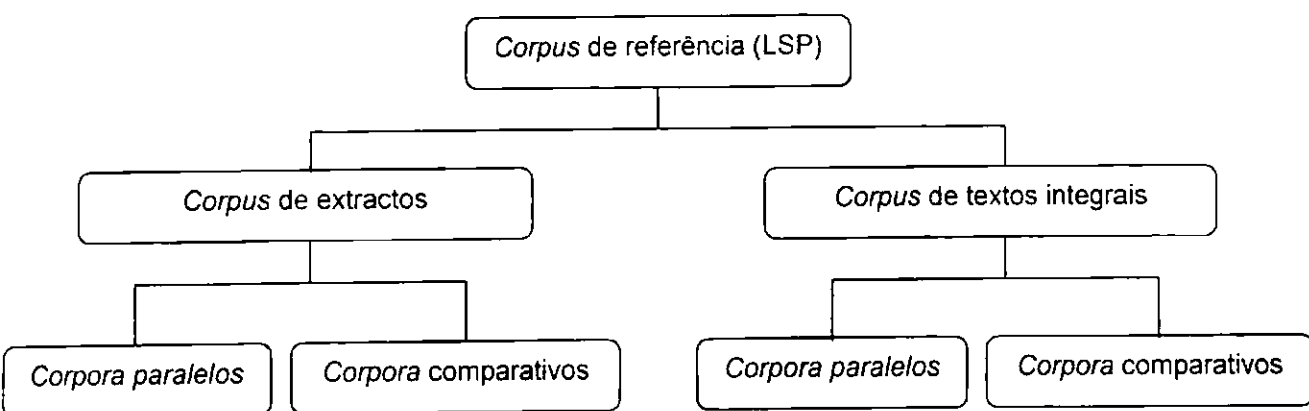 Corpus de referência (LSP)
Corpus de extractos
Corpus de textos integrais
Corpora paralelos
Corpora comparativos
Corpora paralelos
Corpora comparativos